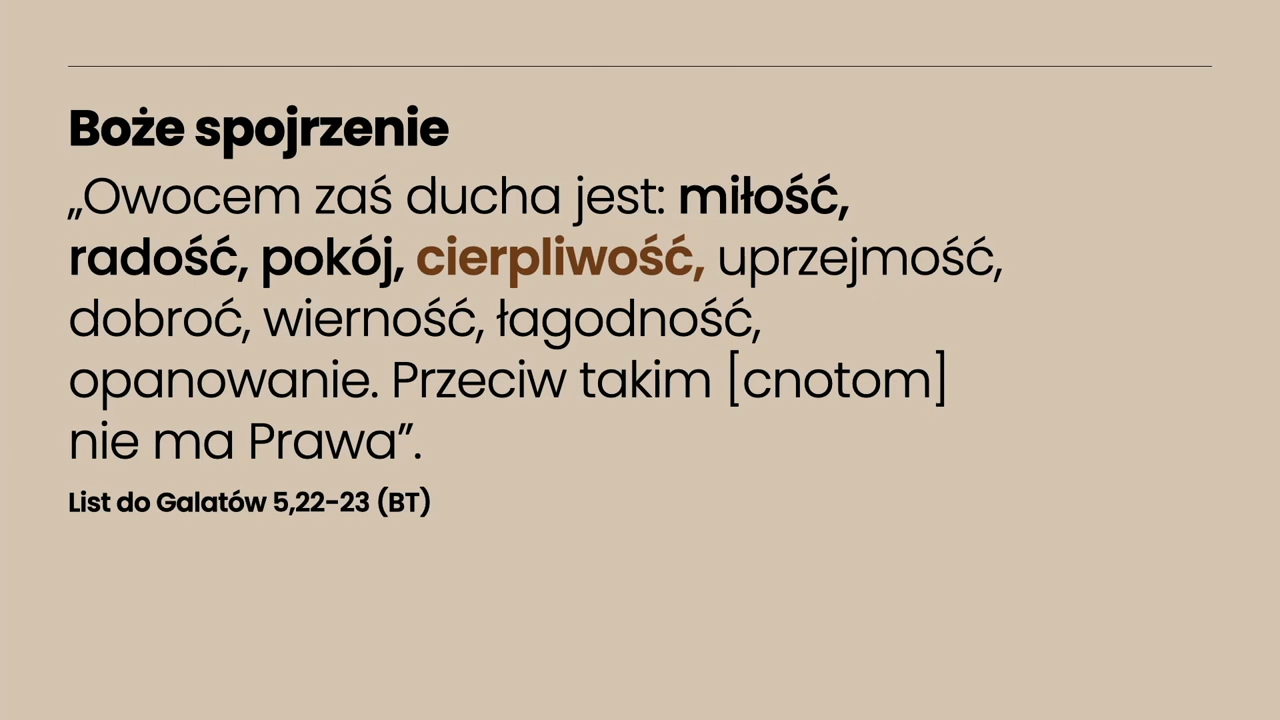 Boże spojrzenie
„Owocem zaś ducha jest: miłość,
radość, pokój, cierpliwość, uprzejmość,
dobroć, wierność, łagodność,
opanowanie. Przeciw takim [cnotom]
nie ma Prawa”.
List do Galatów 5,22-23 (BT)